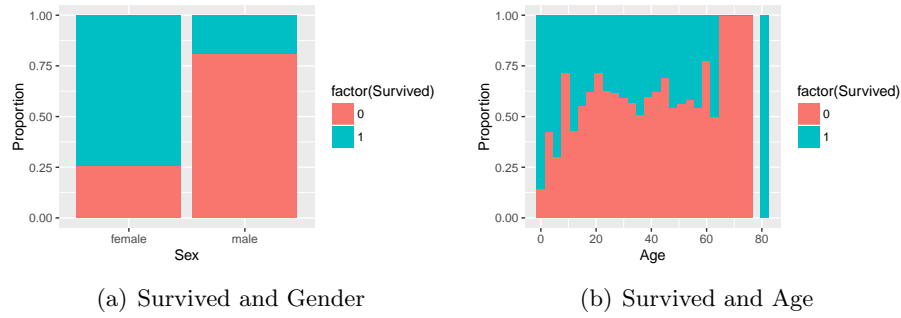 1.00
0.75
0.50
0.25
0.00
Proportion
female
male
Sex
factor(Survived)
0
1
(a) Survived and Gender
1.00
0.75
0.50
0.25
0.00
Proportion
0
20
40
60
80
Age
factor(Survived)
0
1
(b) Survived and Age